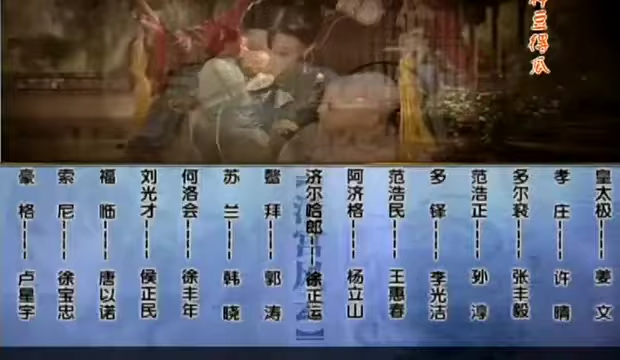 种豆得瓜
皇太极——姜文
孝庄——许晴
多尔衮——张丰毅
范浩正——孙淳
多铎——李光洁
范浩民——王惠春
阿济格——杨立山
济尔哈郎——徐正运
鳌拜——郭涛
苏兰——韩晓
何洛会——徐丰年
刘光才——侯正民
福临——唐以诺
索尼——徐宝忠
豪格——卢星宇